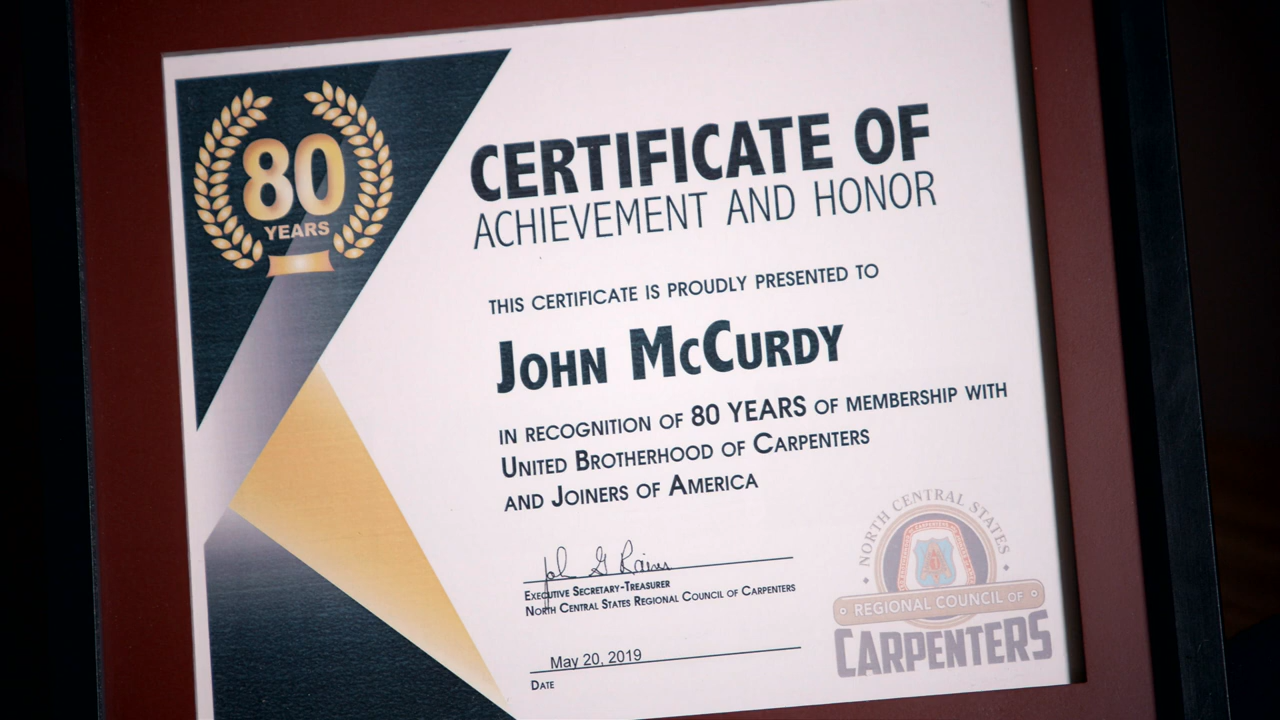 80
YEARS
CERTIFICATE OF
ACHIEVEMENT AND HONOR
THIS CERTIFICATE IS PROUDLY PRESENTED TO
JOHN MCCURDY
IN RECOGNITION OF 80 YEARS OF MEMBERSHIP WITH
UNITED BROTHERHOOD OF CARPENTERS
AND JOINERS OF AMERICA
John G Raines
EXECUTIVE SECRETARY-TREASURER
NORTH CENTRAL STATES REGIONAL COUNCIL OF CARPENTERS
May 20, 2019
DATE
NORTH CENTRAL STATES
REGIONAL COUNCIL OF
CARPENTERS